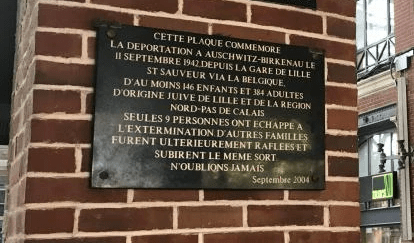 CETTE PLAQUE COMMEMORE
LA DEPORTATION A AUSCHWITZ-BIRKENAU LE
11 SEPTEMBRE 1942, DEPUIS LA GARE DE LILLE
ST SAUVEUR VIA LA BELGIQUE,
D'AU MOINS 146 ENFANTS ET 384 ADULTES
D'ORIGINE JUIVE DE LILLE ET DE LA REGION
NORD-PAS DE CALAIS
SEULES 9 PERSONNES ONT ECHAPPE A
L'EXTERMINATION D'AUTRES FAMILLES
FURENT ULTERIEUREMENT RAFLEES ET
SUBIRENT LE MEME SORT
N'OUBLIONS JAMAIS
Septembre 2004